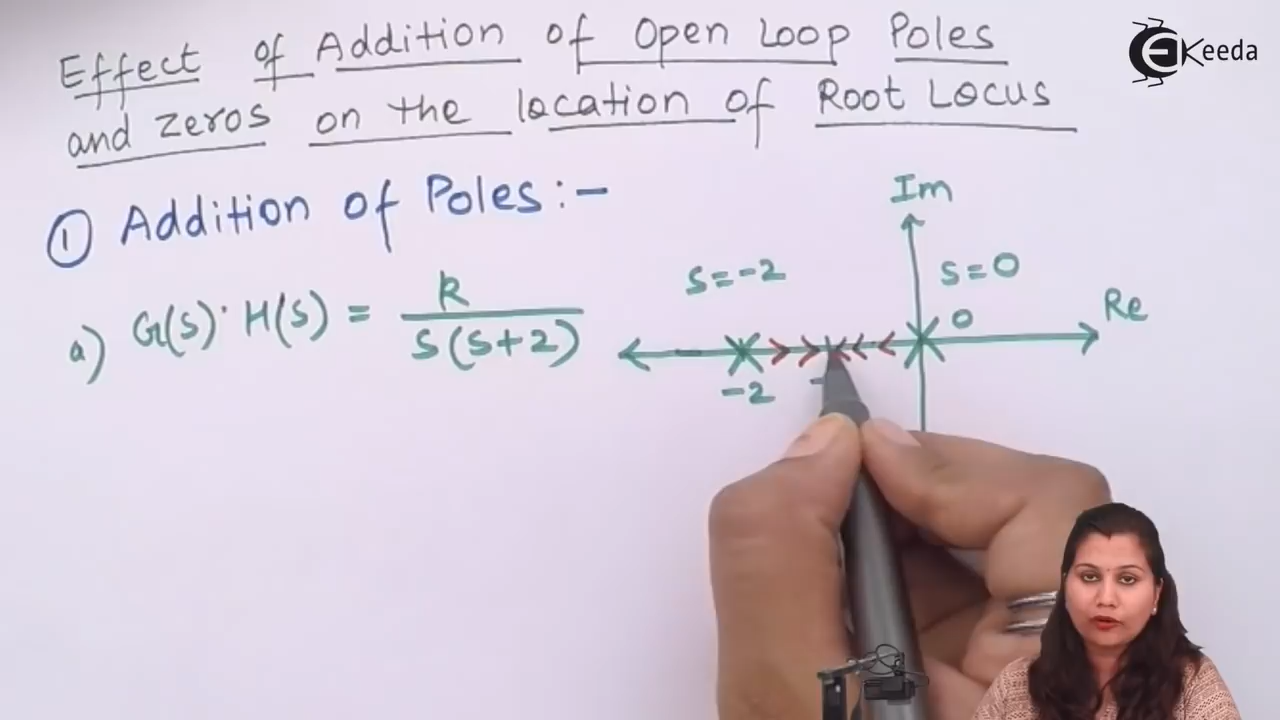 Effect of Addition of Open Loop Poles
and zeros on the location of Root Locus
EKeeda
① Addition of Poles :-
Im
a) G(s)· H(s) = K / s(s+2)
s=-2
s=0
0
Re
-2